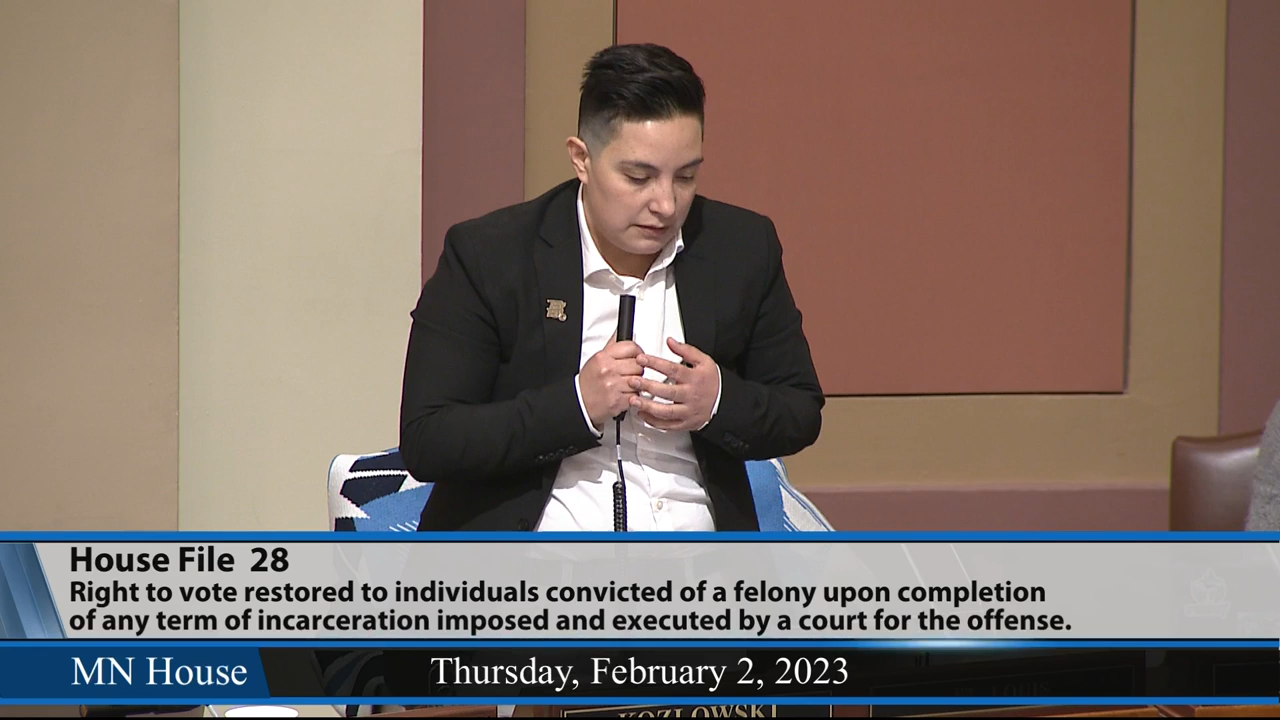 House File 28
Right to vote restored to individuals convicted of a felony upon completion
of any term of incarceration imposed and executed by a court for the offense.
MN House
Thursday, February 2, 2023
KOZLOWSKI